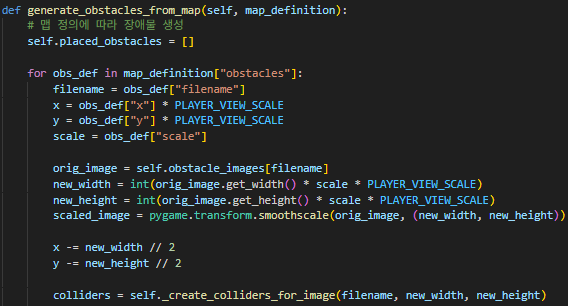 def generate_obstacles_from_map(self, map_definition):
    # 맵 정의에 따라 장애물 생성
    self.placed_obstacles = []

    for obs_def in map_definition["obstacles"]:
        filename = obs_def["filename"]
        x = obs_def["x"] * PLAYER_VIEW_SCALE
        y = obs_def["y"] * PLAYER_VIEW_SCALE
        scale = obs_def["scale"]

        orig_image = self.obstacle_images[filename]
        new_width = int(orig_image.get_width() * scale * PLAYER_VIEW_SCALE)
        new_height = int(orig_image.get_height() * scale * PLAYER_VIEW_SCALE)
        scaled_image = pygame.transform.smoothscale(orig_image, (new_width, new_height))

        x -= new_width // 2
        y -= new_height // 2

        colliders = self._create_colliders_for_image(filename, new_width, new_height)